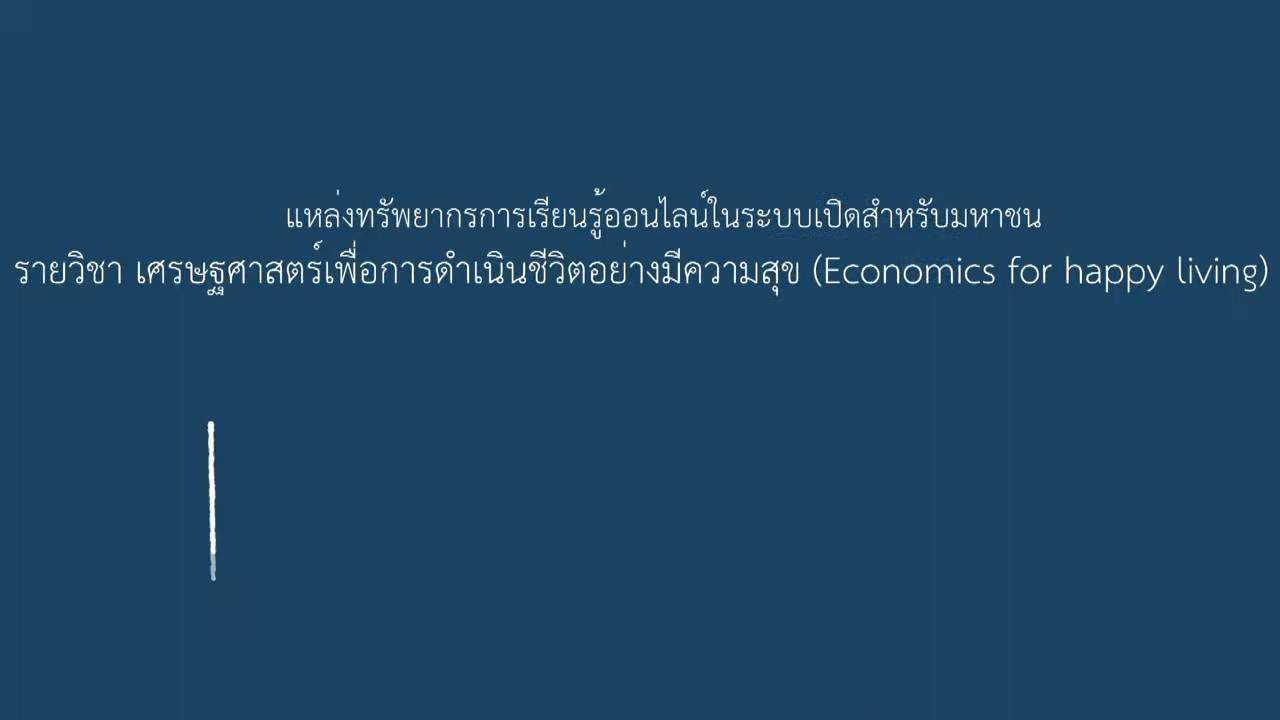 แหล่งทรัพยากรการเรียนรู้ออนไลน์ในระบบเปิดสำหรับมหาชน
รายวิชา เศรษฐศาสตร์เพื่อการดำเนินชีวิตอย่างมีความสุข (Economics for happy living)